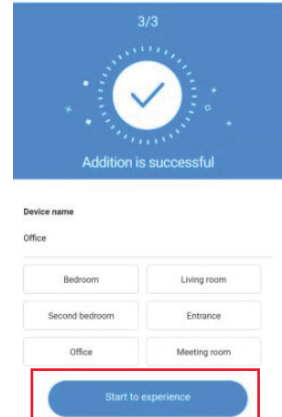 3/3
Addition is successful
Device name
Office
Bedroom
Living room
Second bedroom
Entrance
Office
Meeting room
Start to experience